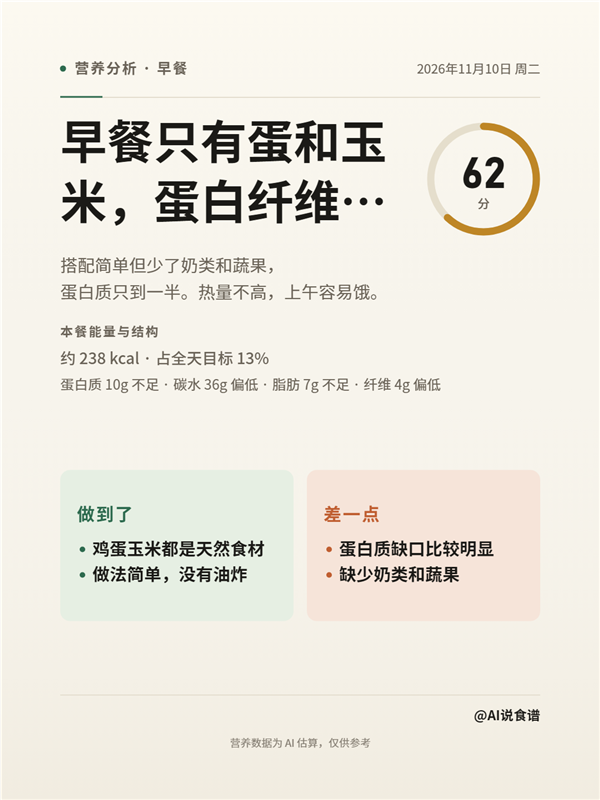 营养分析 · 早餐
2026年11月10日 周二
早餐只有蛋和玉
米，蛋白纤维…
62
分
搭配简单但少了奶类和蔬果，
蛋白质只到一半。热量不高，上午容易饿。
本餐能量与结构
约 238 kcal · 占全天目标 13%
蛋白质 10g 不足 · 碳水 36g 偏低 · 脂肪 7g 不足 · 纤维 4g 偏低
做到了
• 鸡蛋玉米都是天然食材
• 做法简单，没有油炸
差一点
• 蛋白质缺口比较明显
• 缺少奶类和蔬果
@AI说食谱
营养数据为 AI 估算，仅供参考